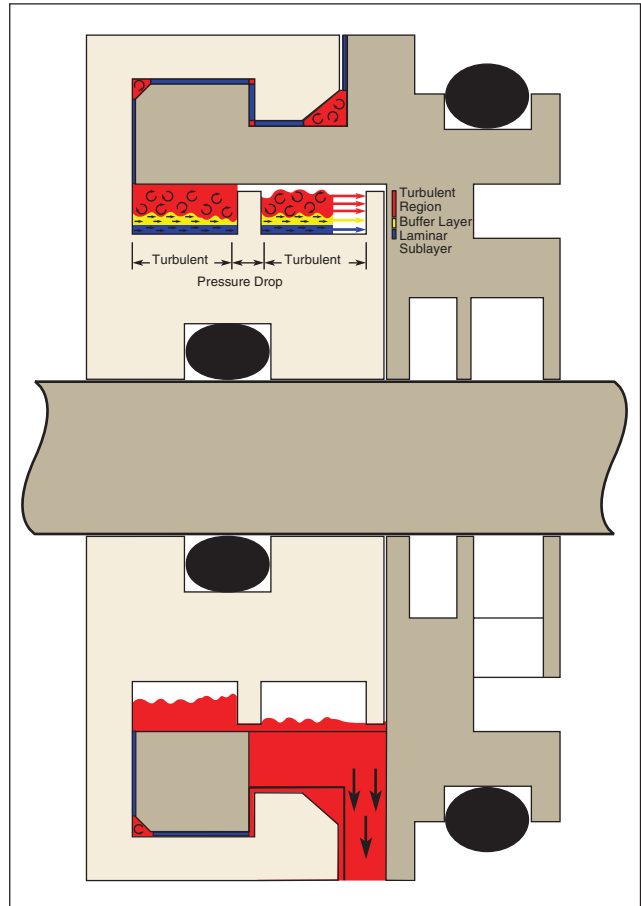 Turbulent
Region
Buffer Layer
Laminar
Sublayer
Turbulent
Turbulent
Pressure Drop